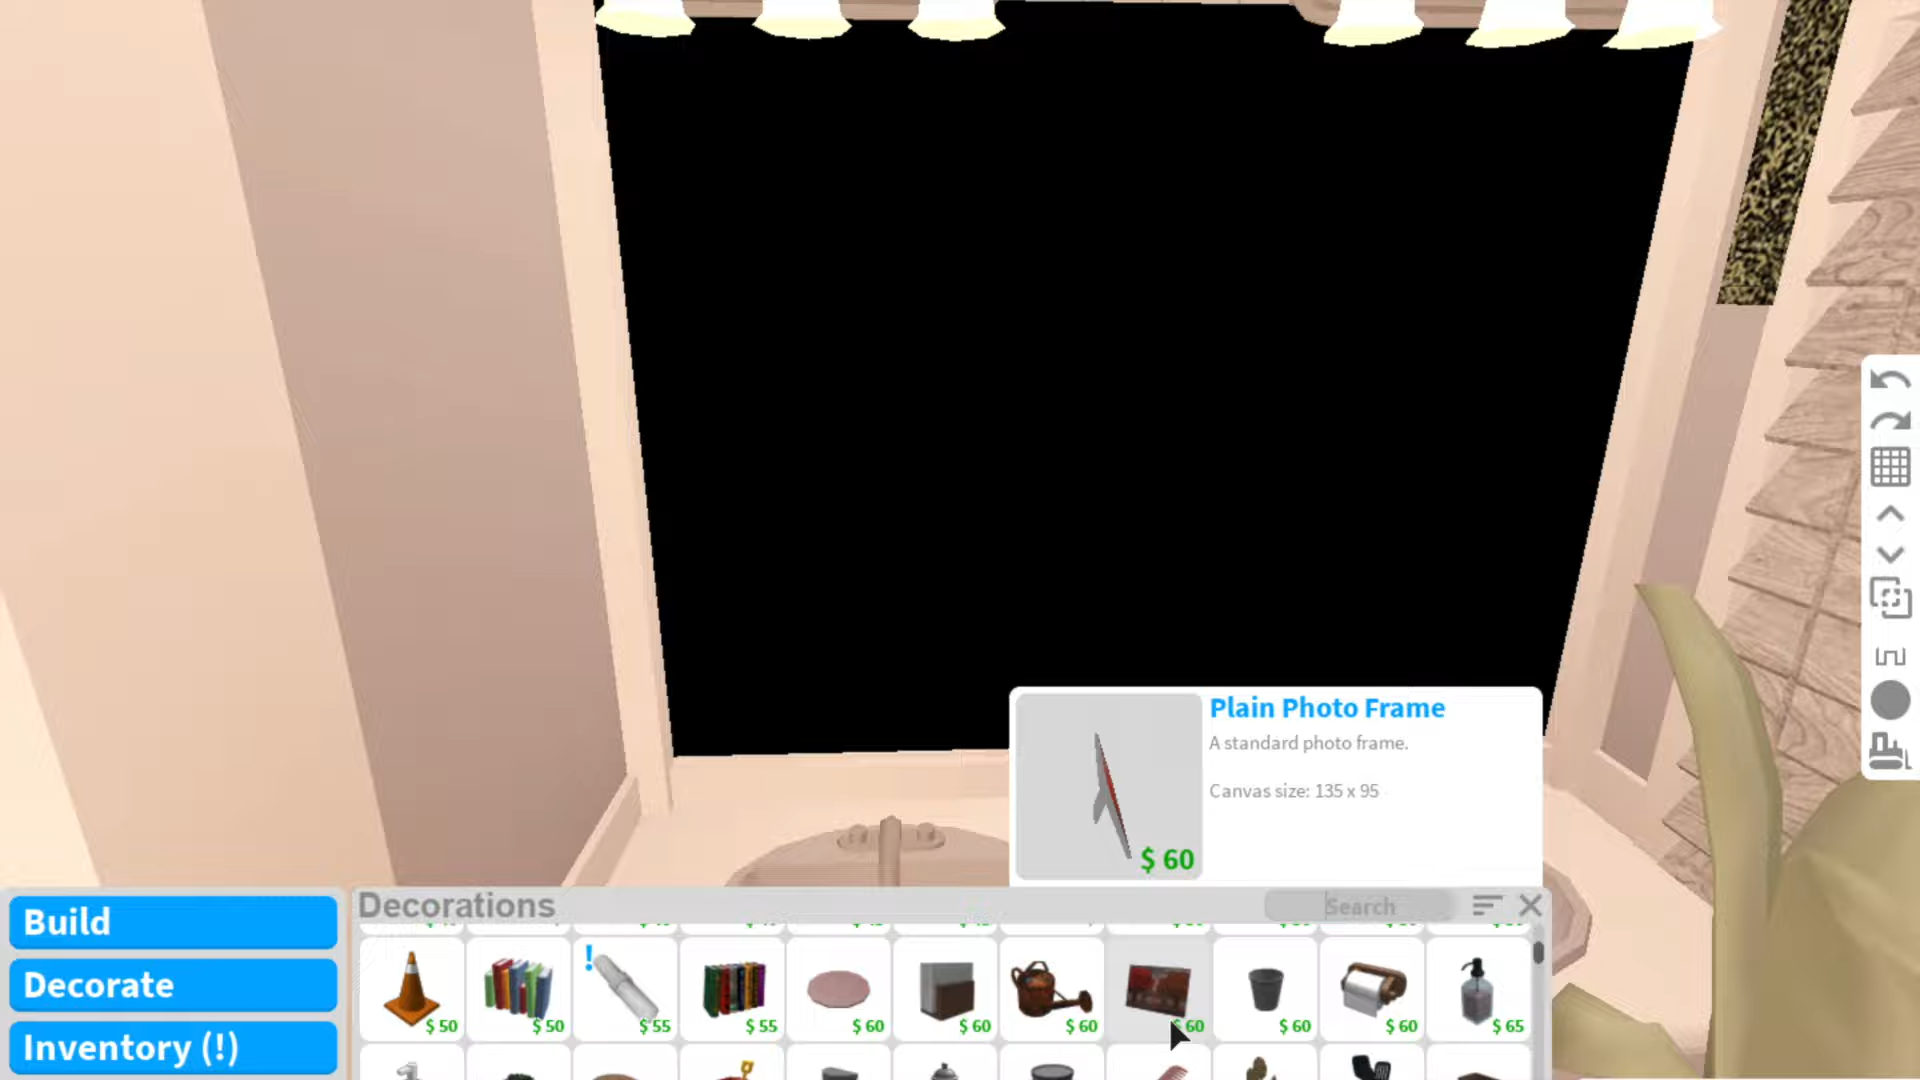 Plain Photo Frame
A standard photo frame.
Canvas size: 135 x 95
$ 60
Decorations
Search
Build
Decorate
Inventory (!)
!
$ 50
$ 50
$ 55
$ 55
$ 60
$ 60
$ 60
$ 60
$ 60
$ 60
$ 65